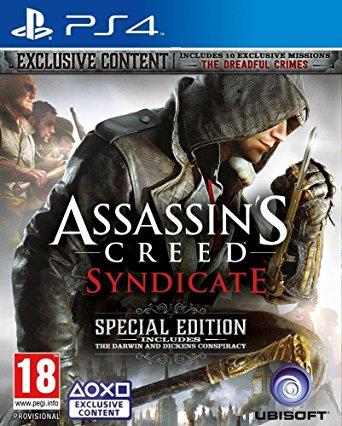 PS4
EXCLUSIVE CONTENT
INCLUDES 10 EXCLUSIVE MISSIONS
THE DREADFUL CRIMES
ASSASSIN'S
CREED
SYNDICATE
SPECIAL EDITION
INCLUDES
THE DARWIN AND DICKENS CONSPIRACY
18
www.pegi.info
PROVISIONAL
EXCLUSIVE
CONTENT
UBISOFT